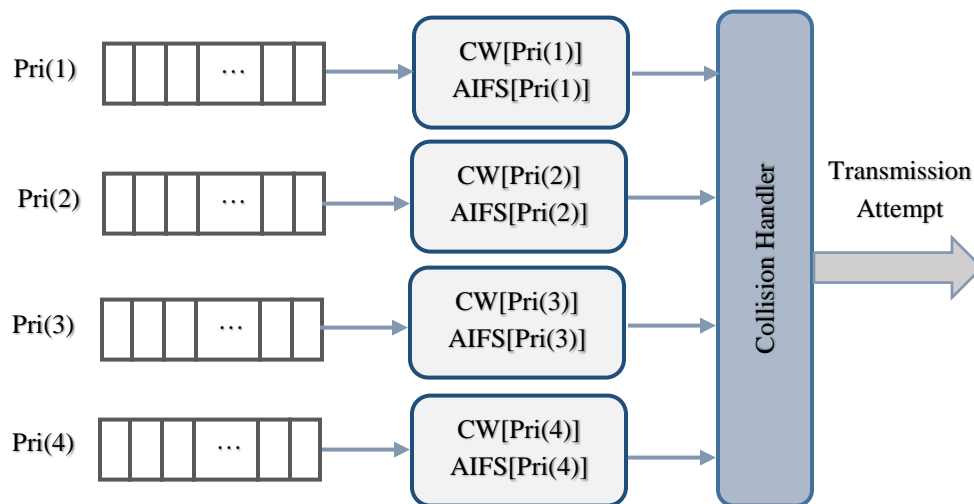 Pri(1)
…
CW[Pri(1)]
AIFS[Pri(1)]
Pri(2)
…
CW[Pri(2)]
AIFS[Pri(2)]
Pri(3)
…
CW[Pri(3)]
AIFS[Pri(3)]
Pri(4)
…
CW[Pri(4)]
AIFS[Pri(4)]
Collision Handler
Transmission
Attempt